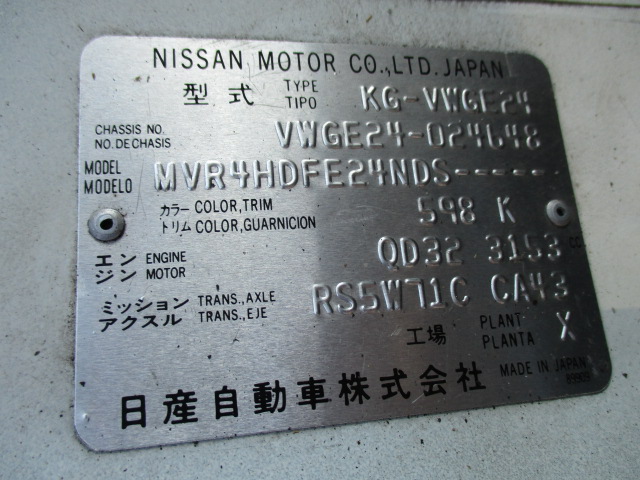 NISSAN MOTOR CO.,LTD. JAPAN
型式 TYPE TIPO KG-VWGE24
CHASSIS NO. NO. DE CHASIS VWGE24-024648
MODEL MODELO MVR4HDFE24NDS-----
カラー COLOR,TRIM トリム COLOR,GUARNICION 598 K
エンジン ENGINE MOTOR QD32 3153 CC
ミッション TRANS.,AXLE アクスル TRANS.,EJE RS5W71C CA43
工場 PLANT PLANTA X
日産自動車株式会社 MADE IN JAPAN